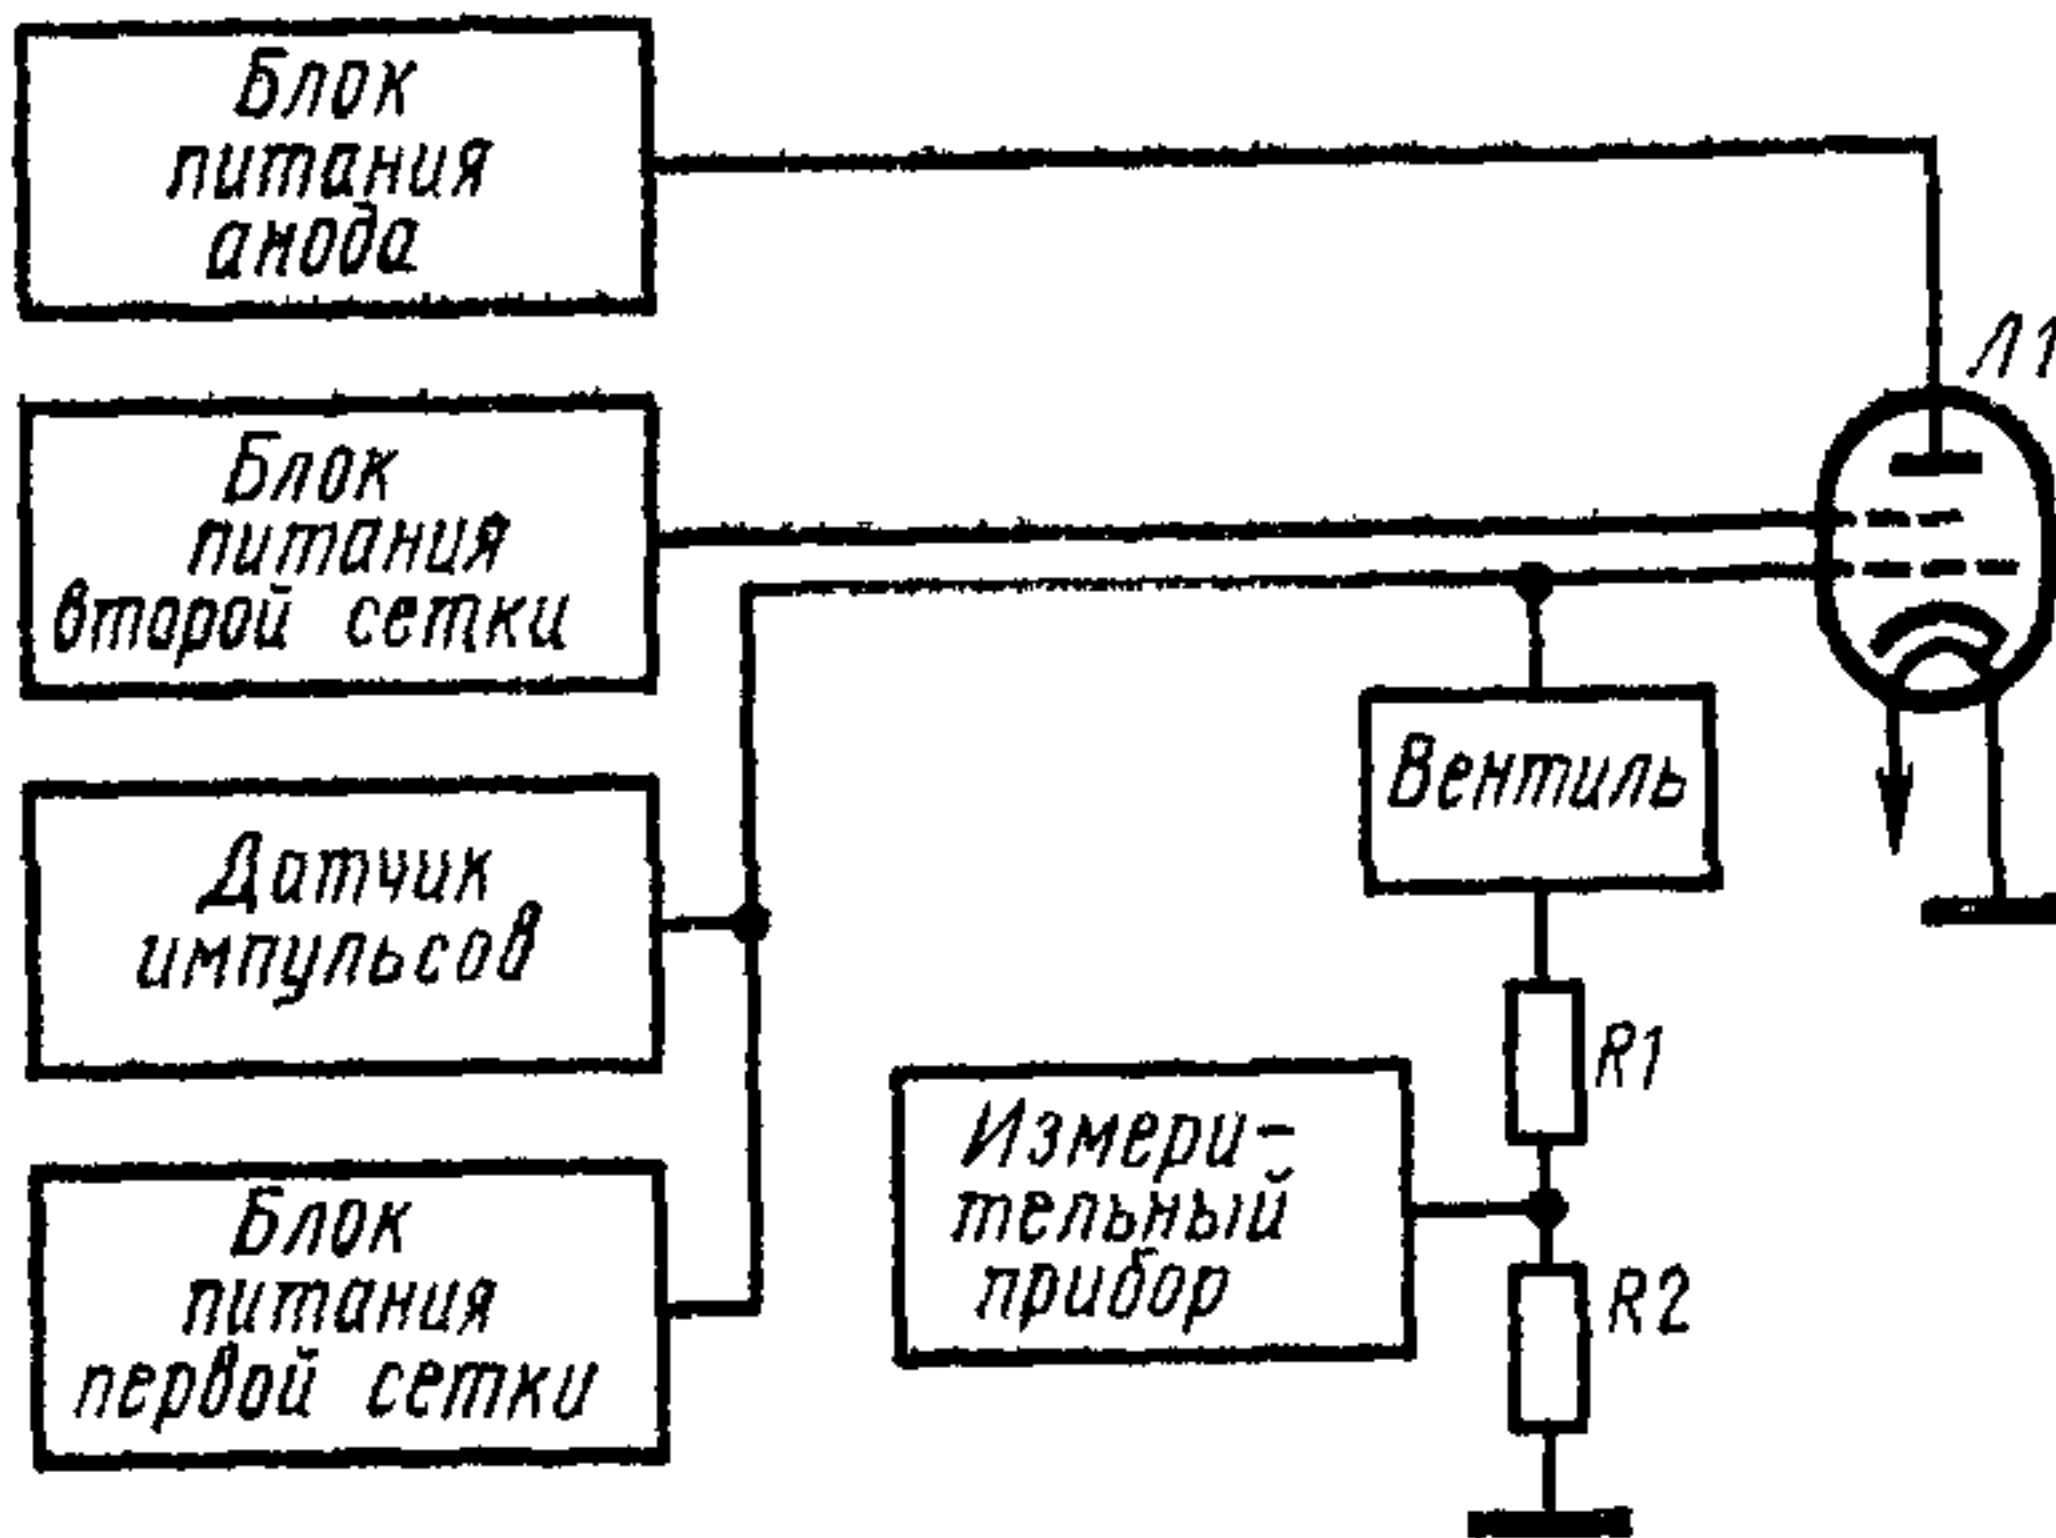 Блок
питания
анода
Л1
Блок
питания
второй сетки
Вентиль
Датчик
импульсов
R1
Измери-
тельный
прибор
Блок
питания
первой сетки
R2